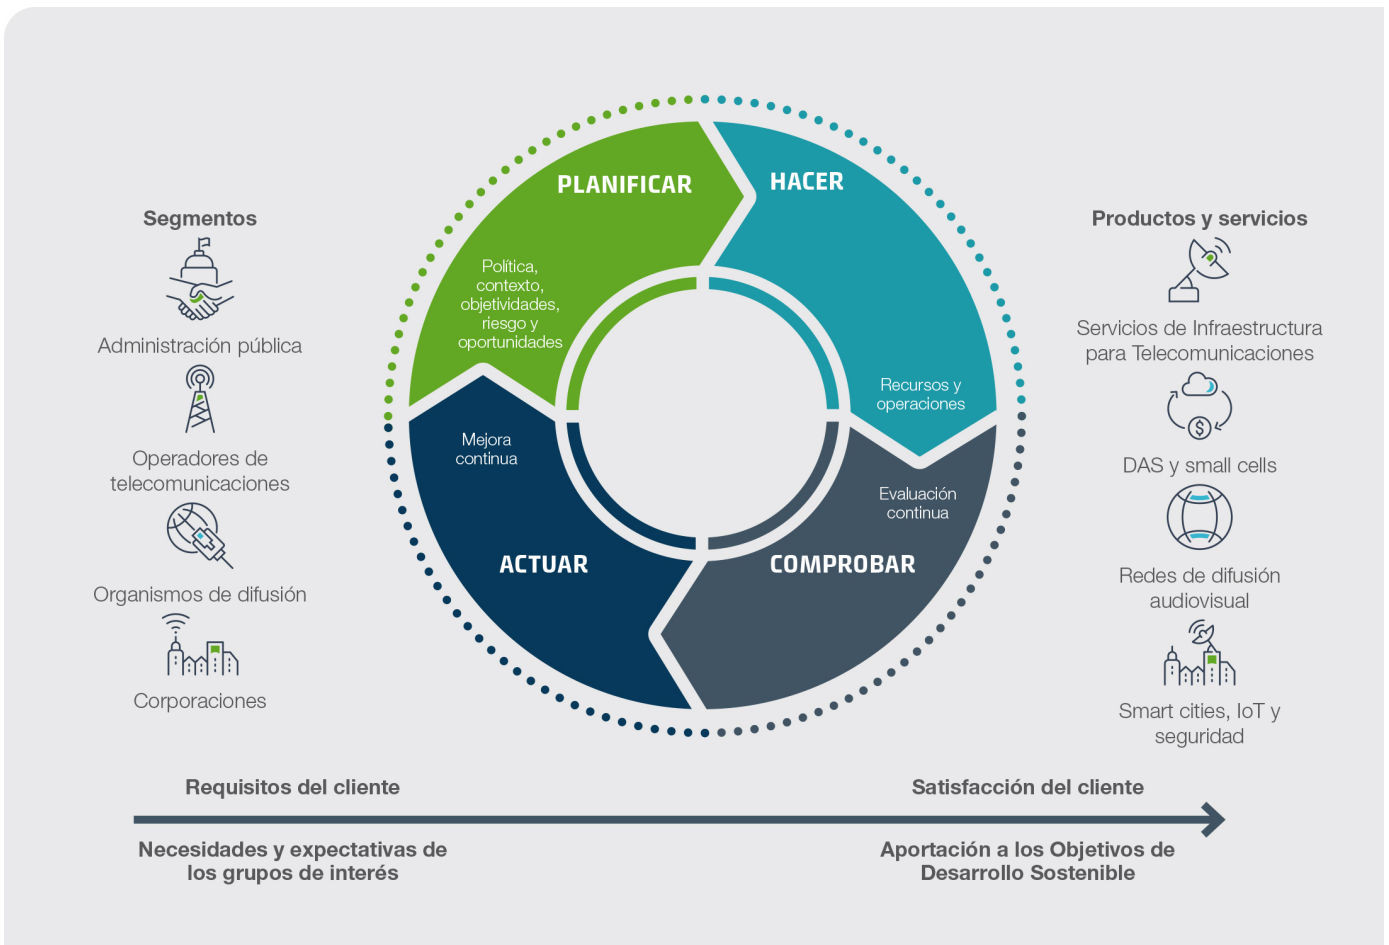 Segmentos
Administración pública
Operadores de
telecomunicaciones
Organismos de difusión
Corporaciones
PLANIFICAR
Política,
contexto,
objetividades,
riesgo y
oportunidades
HACER
Recursos y
operaciones
Mejora
continua
ACTUAR
Evaluación
continua
COMPROBAR
Productos y servicios
Servicios de Infraestructura
para Telecomunicaciones
$
DAS y small cells
Redes de difusión
audiovisual
Smart cities, IoT y
seguridad
Requisitos del cliente
Satisfacción del cliente
Necesidades y expectativas de
los grupos de interés
Aportación a los Objetivos de
Desarrollo Sostenible